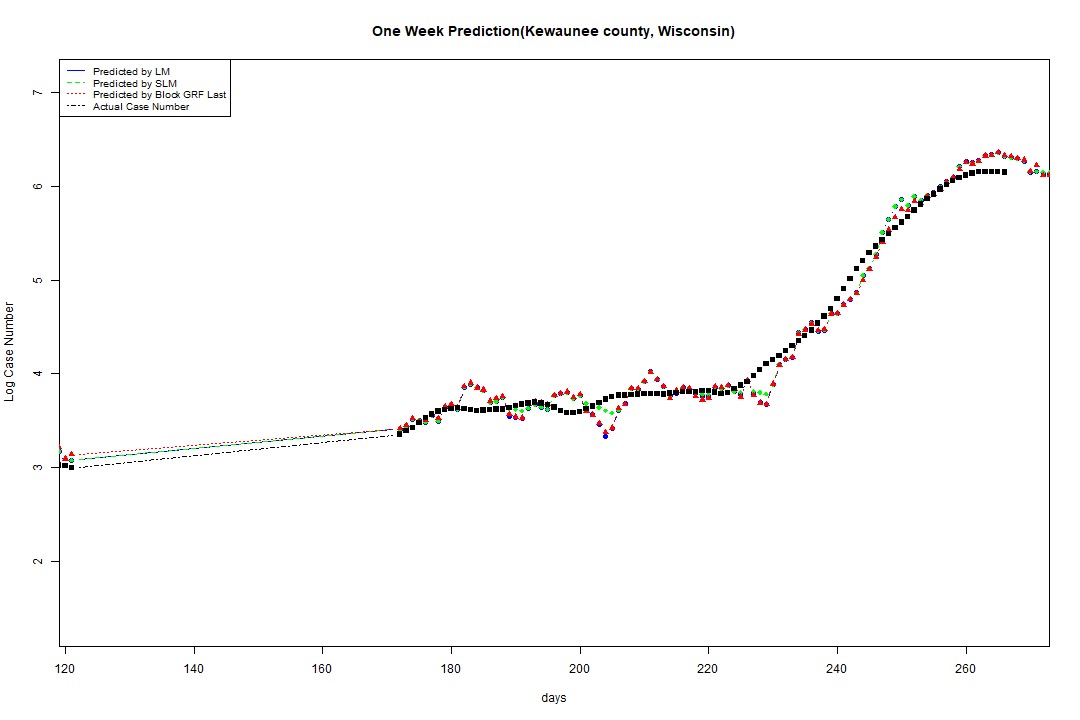 One Week Prediction(Kewaunee county, Wisconsin)
Predicted by LM
Predicted by SLM
Predicted by Block GRF Last
Actual Case Number
7
6
5
4
3
2
Log Case Number
120 140 160 180 200 220 240 260
days